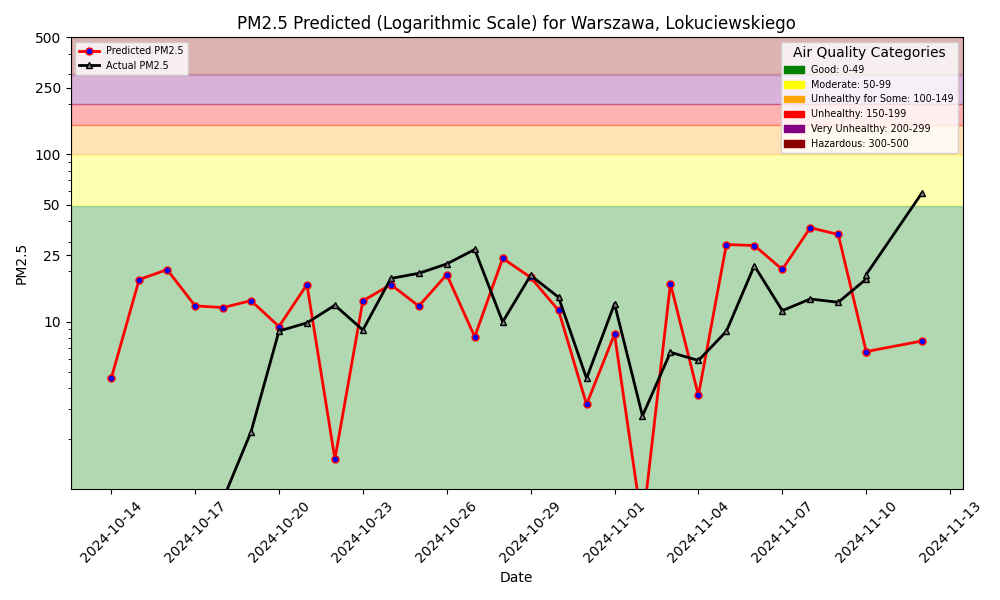 PM2.5 Predicted (Logarithmic Scale) for Warszawa, Lokuciewskiego
Predicted PM2.5
Actual PM2.5
Air Quality Categories
Good: 0-49
Moderate: 50-99
Unhealthy for Some: 100-149
Unhealthy: 150-199
Very Unhealthy: 200-299
Hazardous: 300-500
500
250
100
50
25
10
PM2.5
2024-10-14
2024-10-17
2024-10-20
2024-10-23
2024-10-26
2024-10-29
2024-11-01
2024-11-04
2024-11-07
2024-11-10
2024-11-13
Date